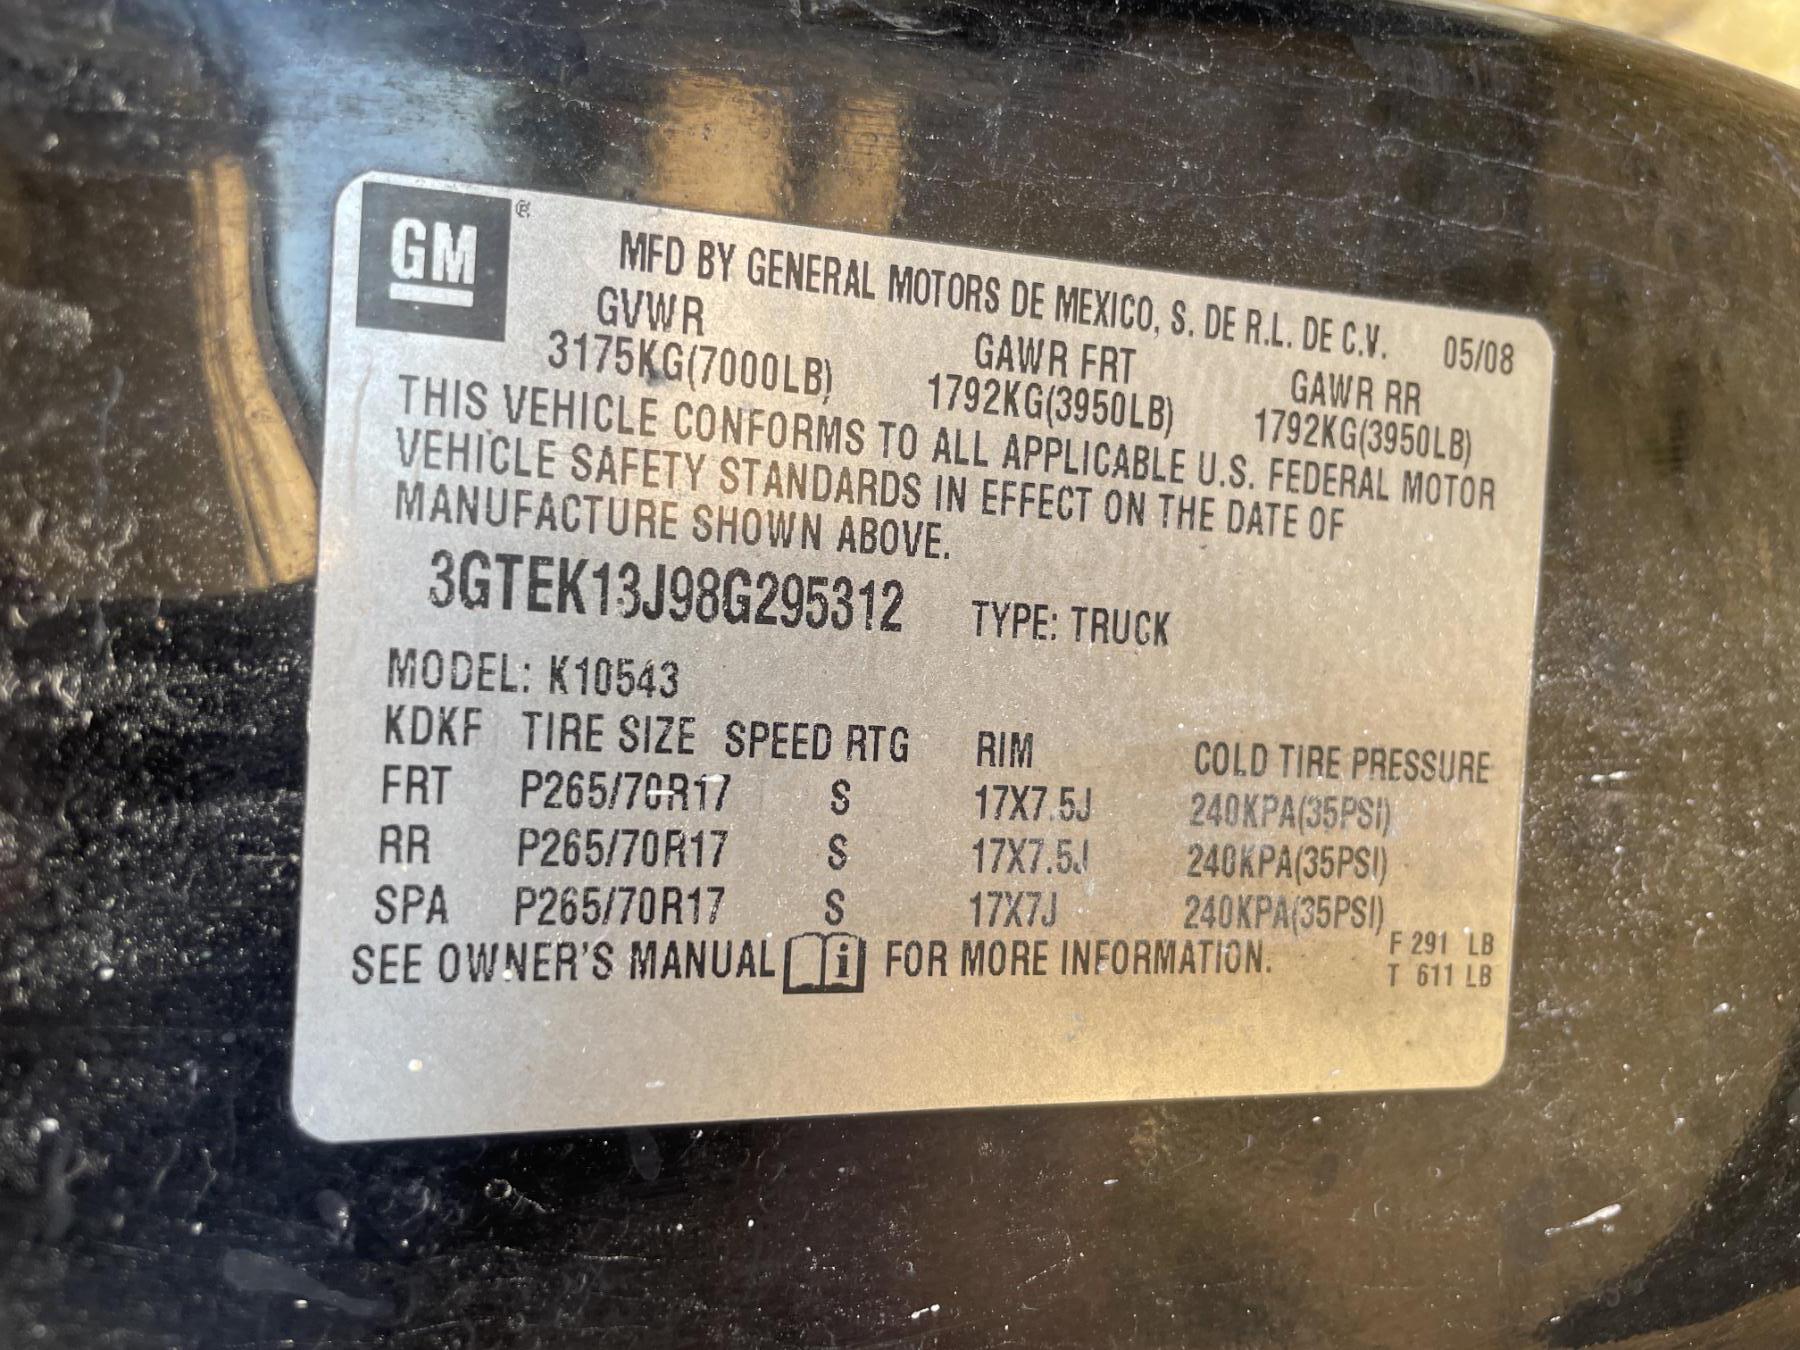 GM ®
MFD BY GENERAL MOTORS DE MEXICO, S. DE R.L. DE C.V. 05/08
GVWR GAWR FRT GAWR RR
3175KG(7000LB) 1792KG(3950LB) 1792KG(3950LB)
THIS VEHICLE CONFORMS TO ALL APPLICABLE U.S. FEDERAL MOTOR
VEHICLE SAFETY STANDARDS IN EFFECT ON THE DATE OF
MANUFACTURE SHOWN ABOVE.
3GTEK13J98G295312 TYPE: TRUCK
MODEL: K10543
KDKF TIRE SIZE SPEED RTG RIM COLD TIRE PRESSURE
FRT P265/70R17 S 17X7.5J 240KPA(35PSI)
RR P265/70R17 S 17X7.5J 240KPA(35PSI)
SPA P265/70R17 S 17X7J 240KPA(35PSI)
SEE OWNER'S MANUAL i FOR MORE INFORMATION. F 291 LB
T 611 LB